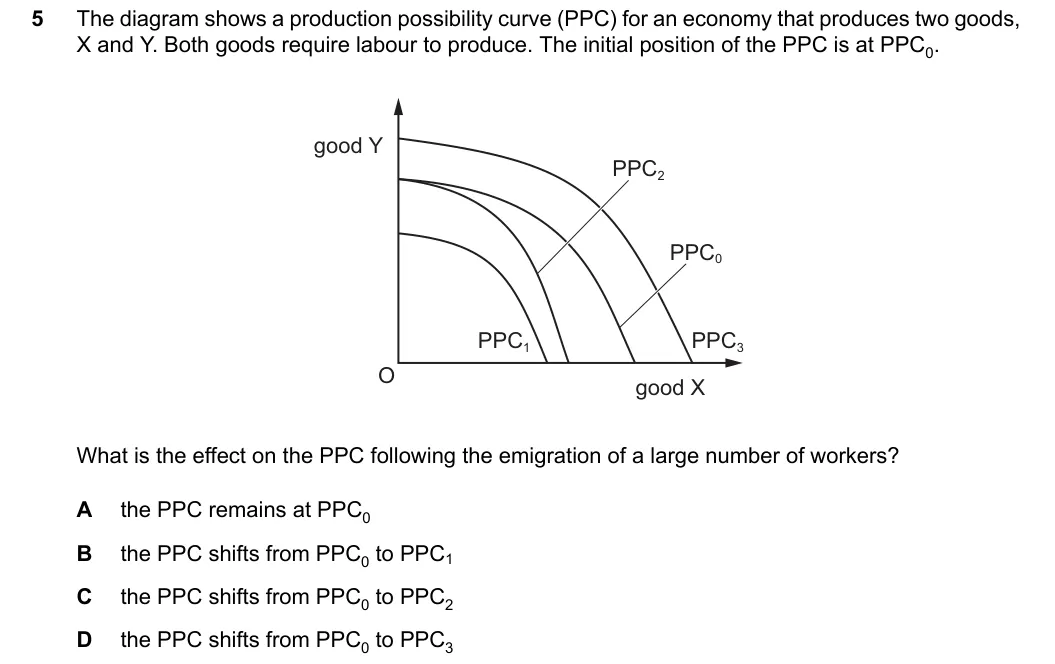 5 The diagram shows a production possibility curve (PPC) for an economy that produces two goods,
X and Y. Both goods require labour to produce. The initial position of the PPC is at PPC₀.
good Y
PPC₂
PPC₀
PPC₁
PPC₃
O
good X
What is the effect on the PPC following the emigration of a large number of workers?
A the PPC remains at PPC₀
B the PPC shifts from PPC₀ to PPC₁
C the PPC shifts from PPC₀ to PPC₂
D the PPC shifts from PPC₀ to PPC₃